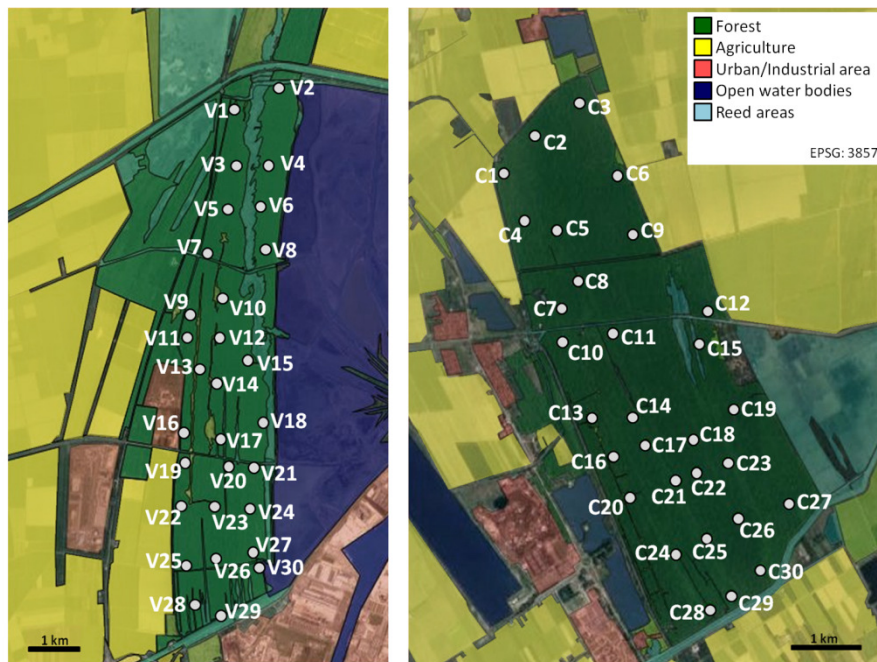 V1
V2
V3
V4
V5
V6
V7
V8
V9
V10
V11
V12
V13
V14
V15
V16
V17
V18
V19
V20
V21
V22
V23
V24
V25
V26
V27
V28
V29
V30
1 km
Forest
Agriculture
Urban/Industrial area
Open water bodies
Reed areas
EPSG: 3857
C1
C2
C3
C4
C5
C6
C7
C8
C9
C10
C11
C12
C13
C14
C15
C16
C17
C18
C19
C20
C21
C22
C23
C24
C25
C26
C27
C28
C29
C30
1 km